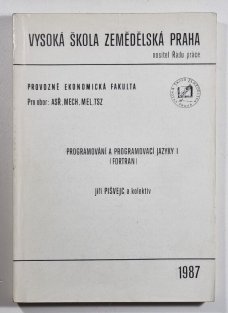 VYSOKÁ ŠKOLA ZEMĚDĚLSKÁ PRAHA
nositel Řádu práce
PROVOZNĚ EKONOMICKÁ FAKULTA
Pro obor: ASŘ, MECH, MEL, TSZ
PROGRAMOVÁNÍ A PROGRAMOVACÍ JAZYKY I
(FORTRAN)
Jiří PIŠVEJC a kolektiv
1987